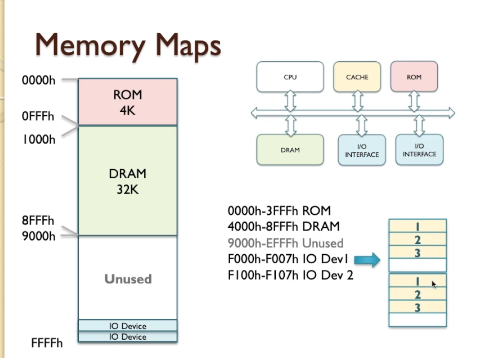 Memory Maps
0000h
ROM
4K
0FFFh
1000h
DRAM
32K
8FFFh
9000h
Unused
IO Device
IO Device
FFFFh
CPU
CACHE
ROM
DRAM
I/O
INTERFACE
I/O
INTERFACE
0000h-3FFFh ROM
4000h-8FFFh DRAM
9000h-EFFFh Unused
F000h-F007h IO Dev1
F100h-F107h IO Dev 2
1
2
3
1
2
3